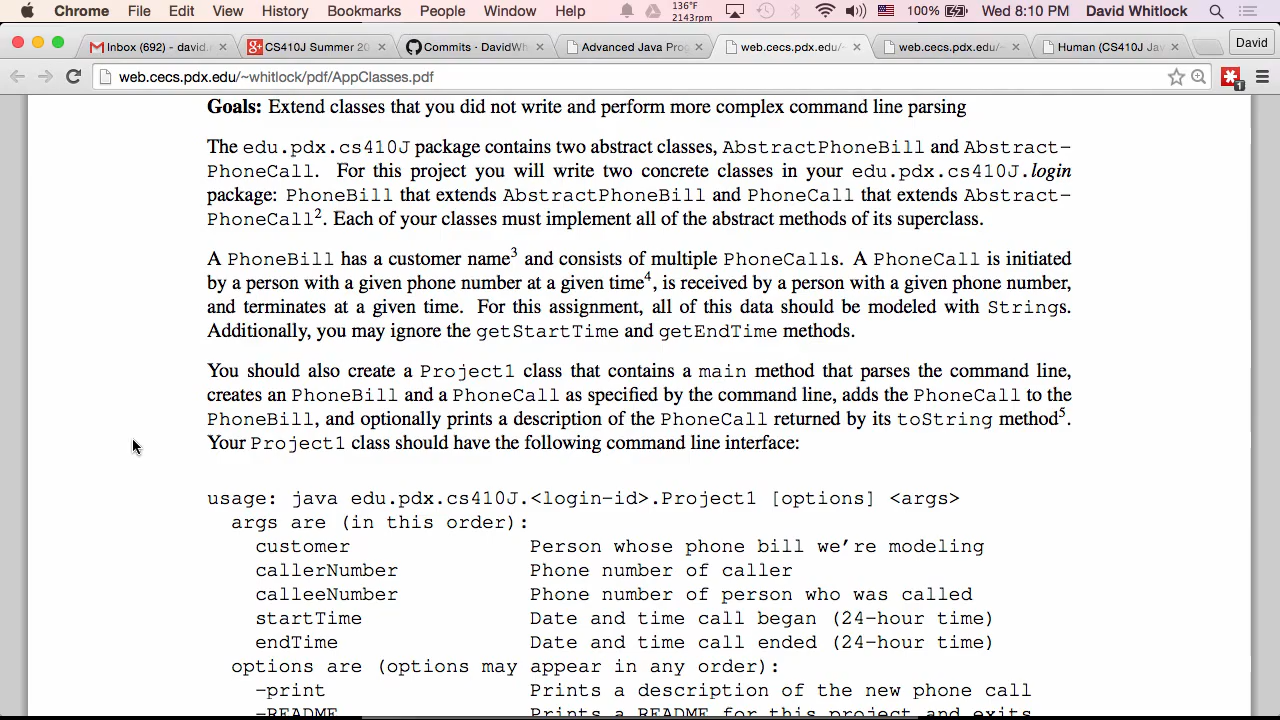 Chrome File Edit View History Bookmarks People Window Help 136°F 2143rpm 100% Wed 8:10 PM David Whitlock
Inbox (692) - david. CS410J Summer 20 Commits - DavidWh Advanced Java Pro web.cecs.pdx.edu/~ web.cecs.pdx.edu/~ Human (CS410J Ja David
web.cecs.pdx.edu/~whitlock/pdf/AppClasses.pdf 1
Goals: Extend classes that you did not write and perform more complex command line parsing
The edu.pdx.cs410J package contains two abstract classes, AbstractPhoneBill and Abstract-
PhoneCall. For this project you will write two concrete classes in your edu.pdx.cs410J.login
package: PhoneBill that extends AbstractPhoneBill and PhoneCall that extends Abstract-
PhoneCall2. Each of your classes must implement all of the abstract methods of its superclass.
A PhoneBill has a customer name3 and consists of multiple PhoneCalls. A PhoneCall is initiated
by a person with a given phone number at a given time4, is received by a person with a given phone number,
and terminates at a given time. For this assignment, all of this data should be modeled with Strings.
Additionally, you may ignore the getStartTime and getEndTime methods.
You should also create a Project1 class that contains a main method that parses the command line,
creates an PhoneBill and a PhoneCall as specified by the command line, adds the PhoneCall to the
PhoneBill, and optionally prints a description of the PhoneCall returned by its toString method5.
Your Project1 class should have the following command line interface:
usage: java edu.pdx.cs410J.<login-id>.Project1 [options] <args>
args are (in this order):
customer Person whose phone bill we're modeling
callerNumber Phone number of caller
calleeNumber Phone number of person who was called
startTime Date and time call began (24-hour time)
endTime Date and time call ended (24-hour time)
options are (options may appear in any order):
-print Prints a description of the new phone call
-README Prints a README for this project and exits